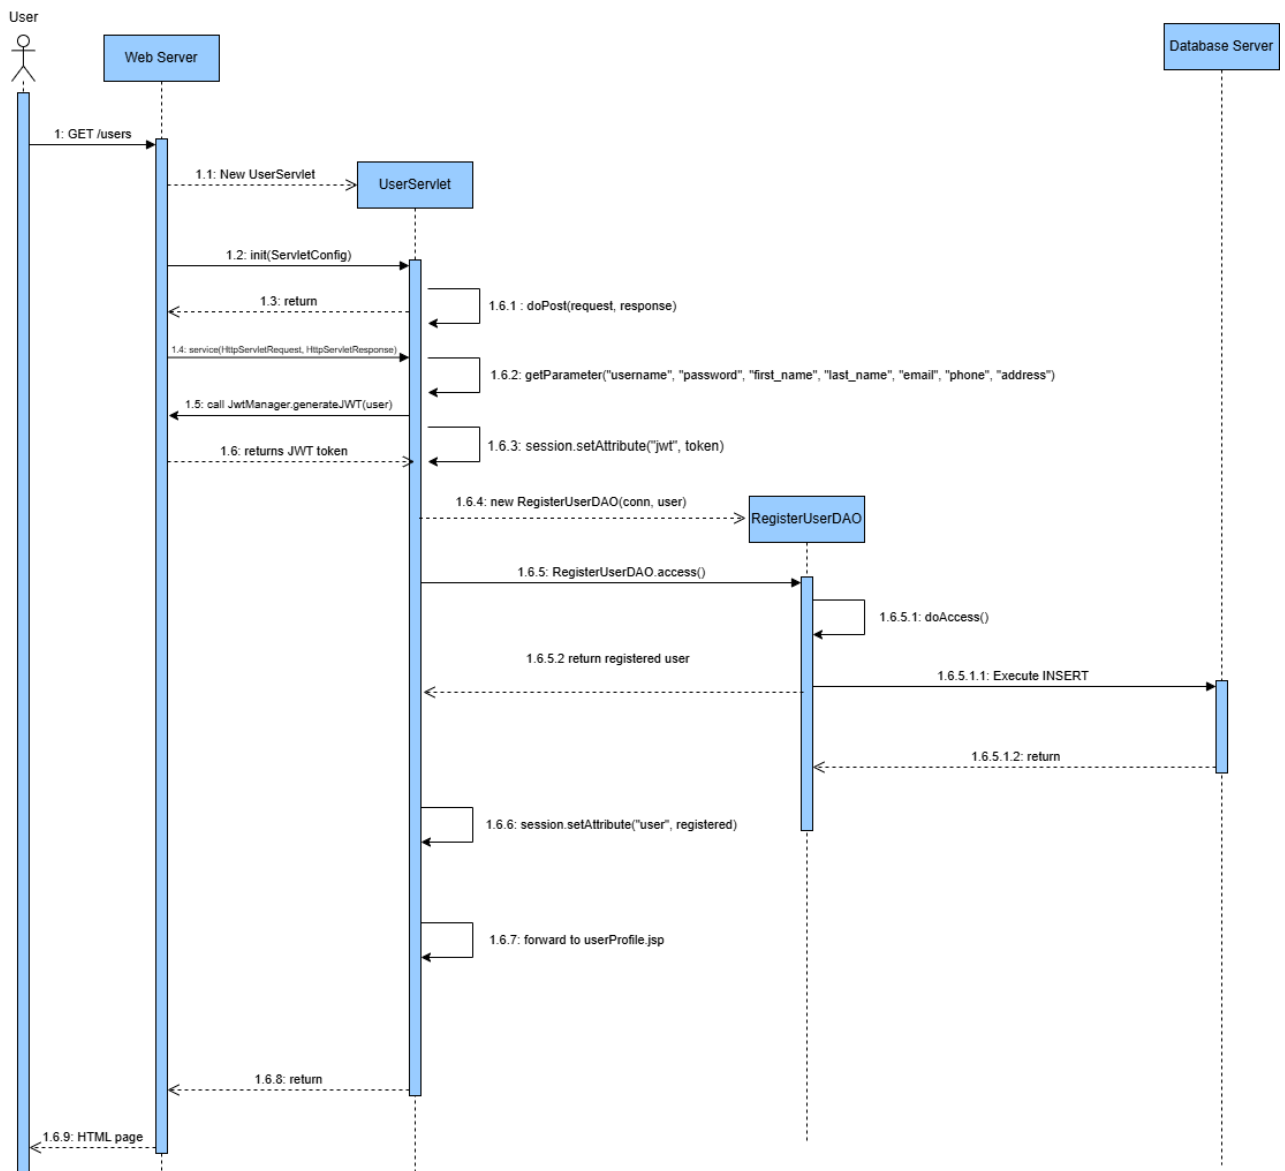 User
Web Server
Database Server
1: GET /users
1.1: New UserServlet
UserServlet
1.2: init(ServletConfig)
1.3: return
1.6.1 : doPost(request, response)
1.4: service(HttpServletRequest, HttpServletResponse)
1.6.2: getParameter("username", "password", "first_name", "last_name", "email", "phone", "address")
1.5: call JwtManager.generateJWT(user)
1.6: returns JWT token
1.6.3: session.setAttribute("jwt", token)
1.6.4: new RegisterUserDAO(conn, user)
RegisterUserDAO
1.6.5: RegisterUserDAO.access()
1.6.5.1: doAccess()
1.6.5.2 return registered user
1.6.5.1.1: Execute INSERT
1.6.5.1.2: return
1.6.6: session.setAttribute("user", registered)
1.6.7: forward to userProfile.jsp
1.6.8: return
1.6.9: HTML page